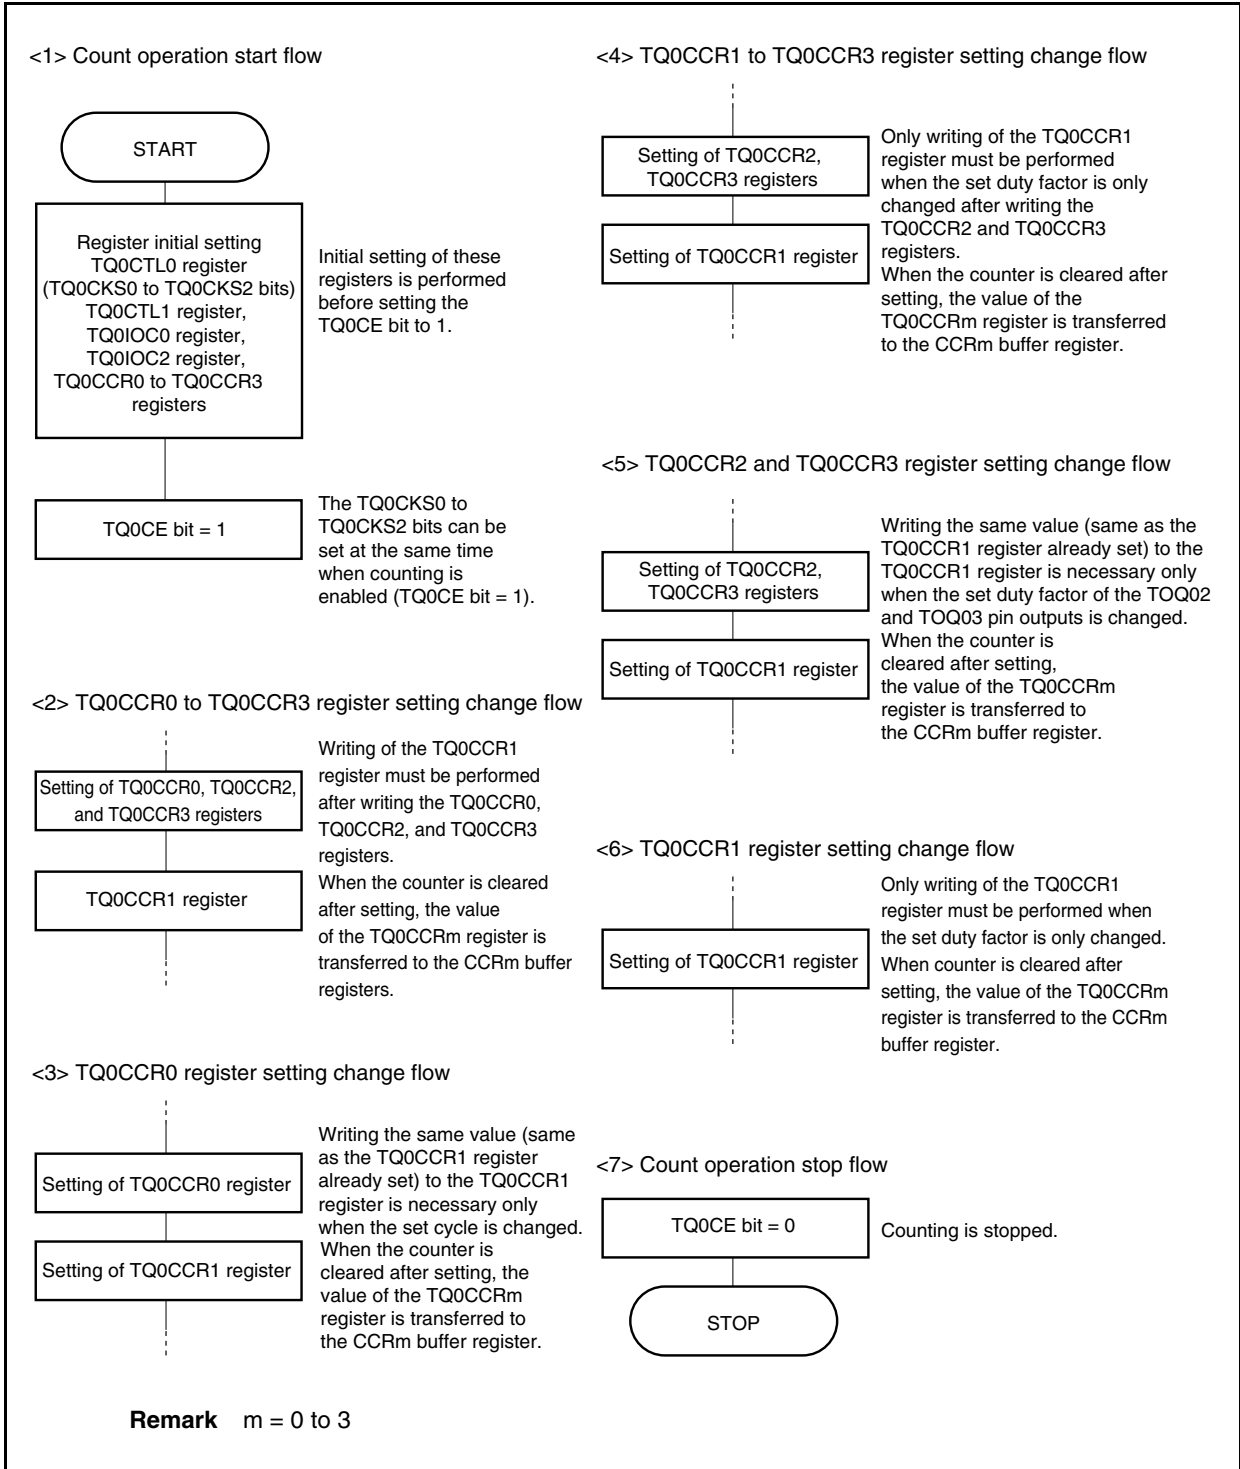 <1> Count operation start flow
START
Register initial setting
TQ0CTL0 register
(TQ0CKS0 to TQ0CKS2 bits)
TQ0CTL1 register,
TQ0IOC0 register,
TQ0IOC2 register,
TQ0CCR0 to TQ0CCR3
registers
Initial setting of these
registers is performed
before setting the
TQ0CE bit to 1.
TQ0CE bit = 1
The TQ0CKS0 to
TQ0CKS2 bits can be
set at the same time
when counting is
enabled (TQ0CE bit = 1).
<2> TQ0CCR0 to TQ0CCR3 register setting change flow
Setting of TQ0CCR0, TQ0CCR2,
and TQ0CCR3 registers
TQ0CCR1 register
Writing of the TQ0CCR1
register must be performed
after writing the TQ0CCR0,
TQ0CCR2, and TQ0CCR3
registers.
When the counter is cleared
after setting, the value
of the TQ0CCRm register is
transferred to the CCRm buffer
registers.
<3> TQ0CCR0 register setting change flow
Setting of TQ0CCR0 register
Setting of TQ0CCR1 register
Writing the same value (same
as the TQ0CCR1 register
already set) to the TQ0CCR1
register is necessary only
when the set cycle is changed.
When the counter is
cleared after setting, the
value of the TQ0CCRm
register is transferred to
the CCRm buffer register.
<4> TQ0CCR1 to TQ0CCR3 register setting change flow
Setting of TQ0CCR2,
TQ0CCR3 registers
Setting of TQ0CCR1 register
Only writing of the TQ0CCR1
register must be performed
when the set duty factor is only
changed after writing the
TQ0CCR2 and TQ0CCR3
registers.
When the counter is cleared after
setting, the value of the
TQ0CCRm register is transferred
to the CCRm buffer register.
<5> TQ0CCR2 and TQ0CCR3 register setting change flow
Setting of TQ0CCR2,
TQ0CCR3 registers
Setting of TQ0CCR1 register
Writing the same value (same as the
TQ0CCR1 register already set) to the
TQ0CCR1 register is necessary only
when the set duty factor of the TOQ02
and TOQ03 pin outputs is changed.
When the counter is
cleared after setting,
the value of the TQ0CCRm
register is transferred to
the CCRm buffer register.
<6> TQ0CCR1 register setting change flow
Setting of TQ0CCR1 register
Only writing of the TQ0CCR1
register must be performed when
the set duty factor is only changed.
When counter is cleared after
setting, the value of the TQ0CCRm
register is transferred to the CCRm
buffer register.
<7> Count operation stop flow
TQ0CE bit = 0
Counting is stopped.
STOP
Remark m = 0 to 3